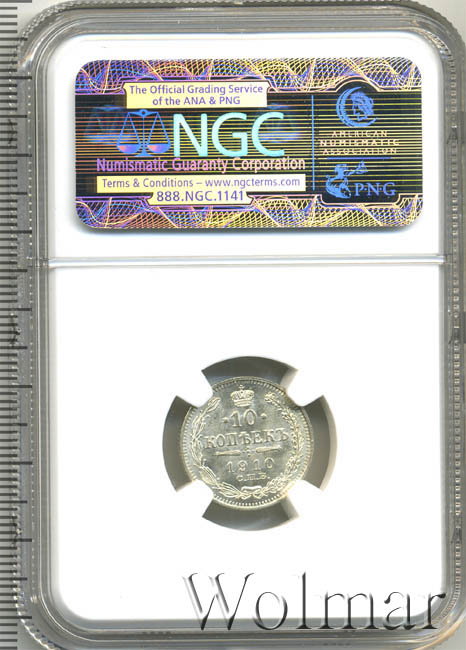 The Official Grading Service
of the ANA & PNG
NGC
Numismatic Guaranty Corporation
Terms & Conditions – www.ngcterms.com
888.NGC.1141
AMERICAN
NUMISMATIC
ASSOCIATION
PNG
10
КОПѢЕКЪ
1910
С.П.Б.
Wolmar